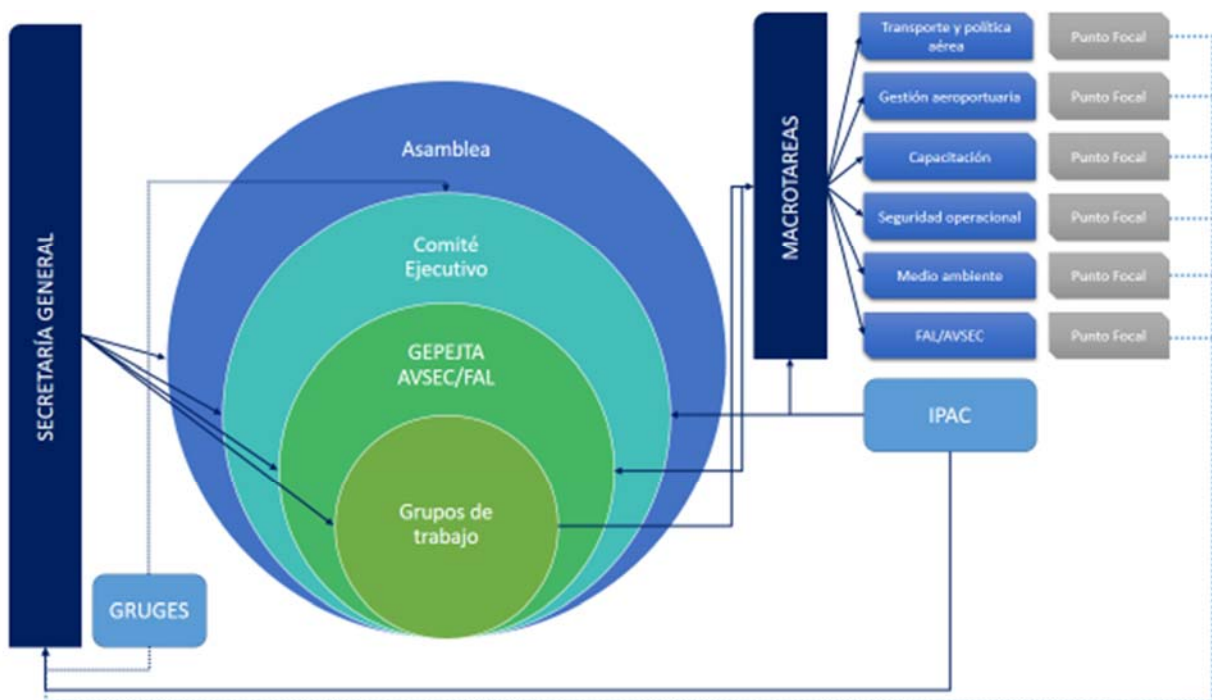 SECRETARÍA GENERAL
GRUGES
Asamblea
Comité
Ejecutivo
GEPEJTA
AVSEC/FAL
Grupos de
trabajo
MACROTAREAS
Transporte y política
aérea
Punto Focal
Gestión aeroportuaria
Punto Focal
Capacitación
Punto Focal
Seguridad operacional
Punto Focal
Medio ambiente
Punto Focal
FAL/AVSEC
Punto Focal
IPAC